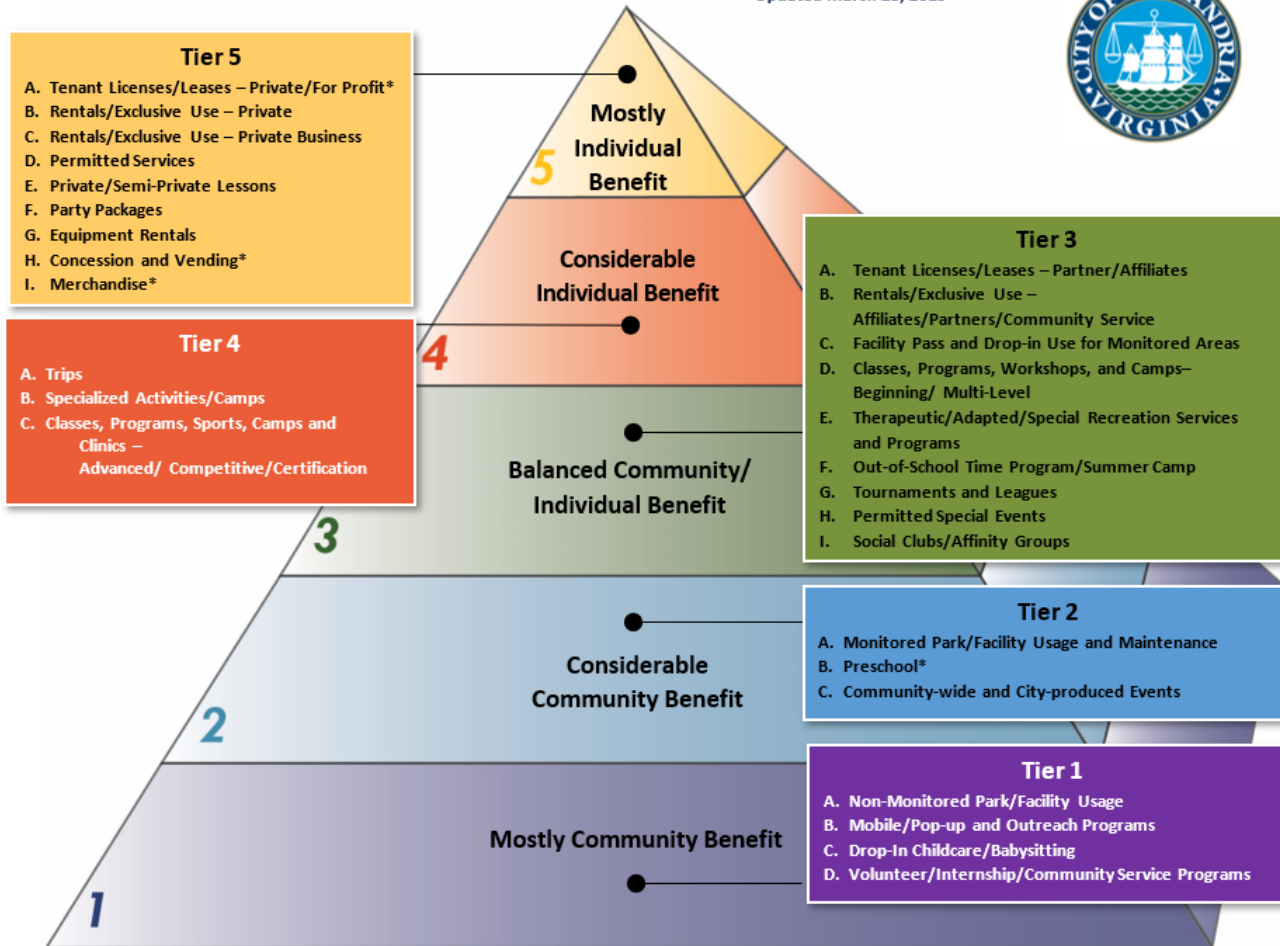 Tier 5
A. Tenant Licenses/Leases – Private/For Profit*
B. Rentals/Exclusive Use – Private
C. Rentals/Exclusive Use – Private Business
D. Permitted Services
E. Private/Semi-Private Lessons
F. Party Packages
G. Equipment Rentals
H. Concession and Vending*
I. Merchandise*
Tier 4
A. Trips
B. Specialized Activities/Camps
C. Classes, Programs, Sports, Camps and
Clinics –
Advanced/ Competitive/Certification
5
Mostly
Individual
Benefit
4
Considerable
Individual Benefit
3
Balanced Community/
Individual Benefit
2
Considerable
Community Benefit
1
Mostly Community Benefit
CITY OF
VIRGINIA
Tier 3
A. Tenant Licenses/Leases – Partner/Affiliates
B. Rentals/Exclusive Use –
Affiliates/Partners/Community Service
C. Facility Pass and Drop-in Use for Monitored Areas
D. Classes, Programs, Workshops, and Camps–
Beginning/ Multi-Level
E. Therapeutic/Adapted/Special Recreation Services
and Programs
F. Out-of-School Time Program/Summer Camp
G. Tournaments and Leagues
H. Permitted Special Events
I. Social Clubs/Affinity Groups
Tier 2
A. Monitored Park/Facility Usage and Maintenance
B. Preschool*
C. Community-wide and City-produced Events
Tier 1
A. Non-Monitored Park/Facility Usage
B. Mobile/Pop-up and Outreach Programs
C. Drop-In Childcare/Babysitting
D. Volunteer/Internship/Community Service Programs